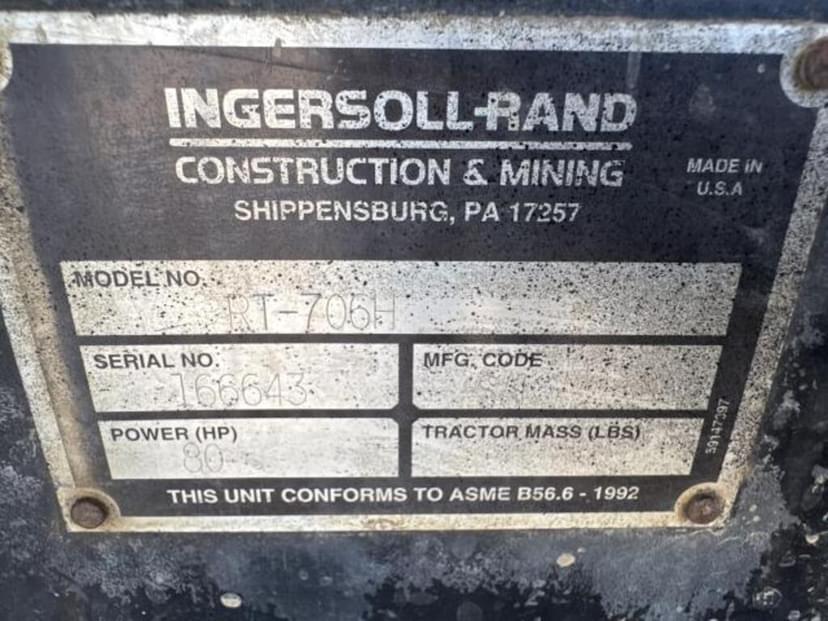 INGERSOLL-RAND
CONSTRUCTION & MINING
SHIPPENSBURG, PA 17257
MADE IN
U.S.A
MODEL NO.
RT-706H
SERIAL NO.
166643
MFG. CODE
POWER (HP)
80
TRACTOR MASS (LBS)
THIS UNIT CONFORMS TO ASME B56.6 - 1992